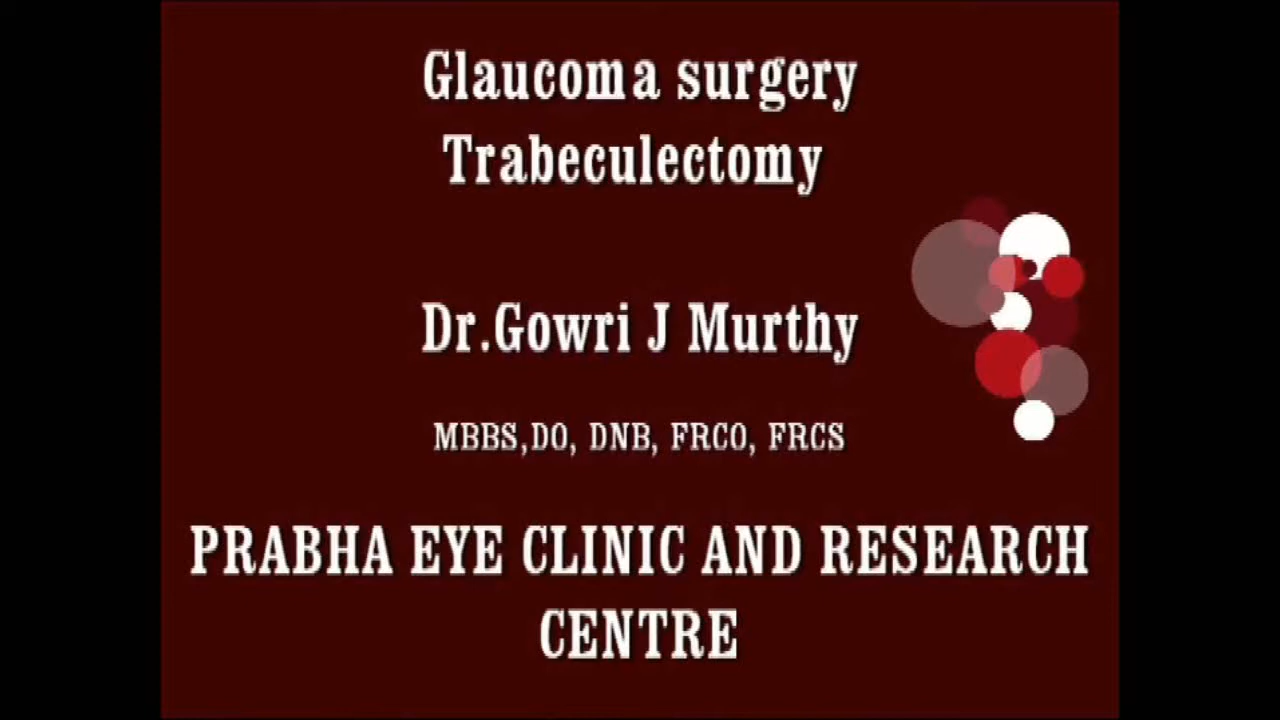 Glaucoma surgery
Trabeculectomy
Dr.Gowri J Murthy
MBBS,DO, DNB, FRCO, FRCS
PRABHA EYE CLINIC AND RESEARCH
CENTRE